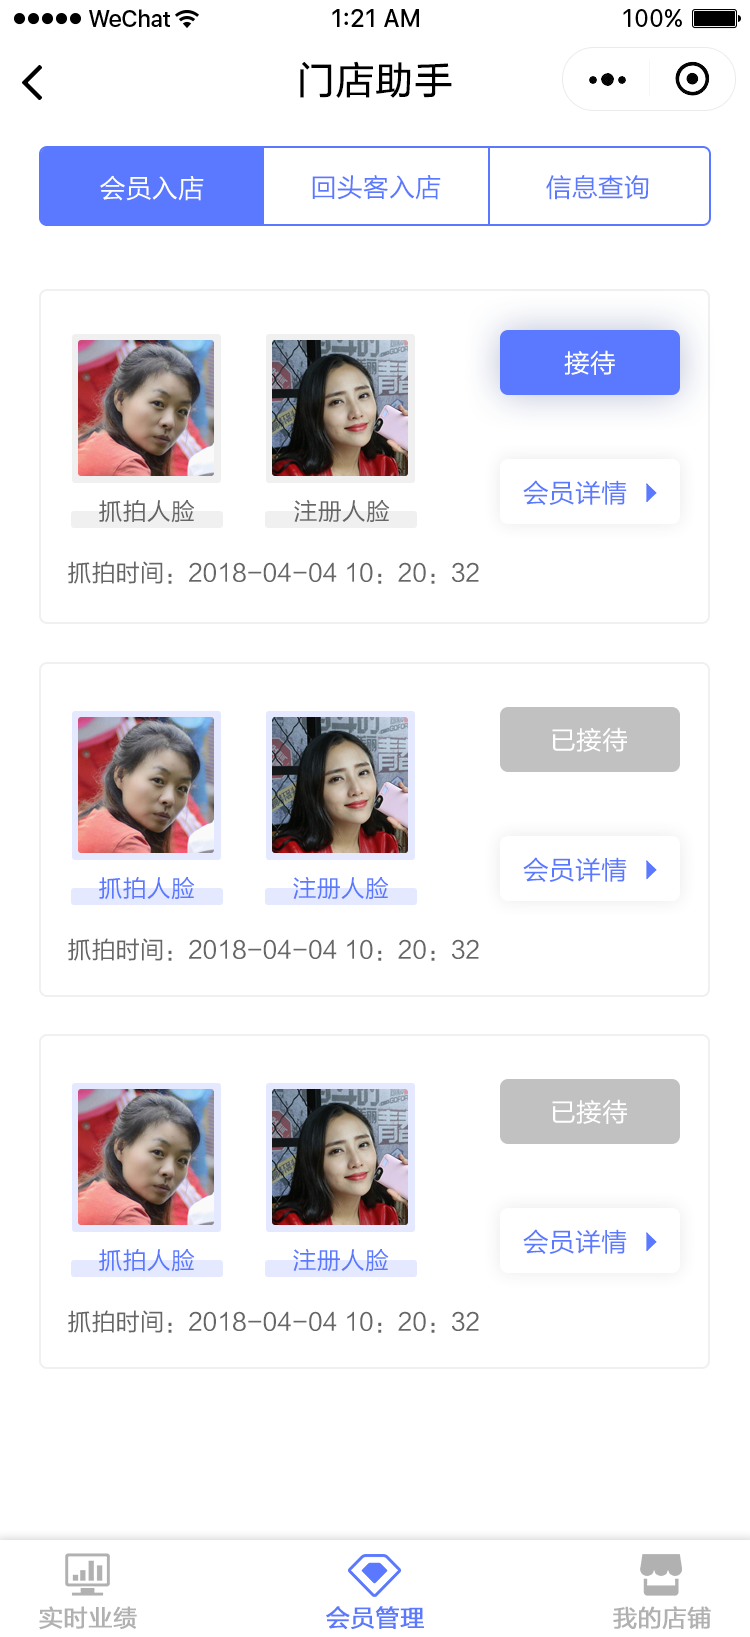 WeChat 1:21 AM 100%
门店助手
会员入店 回头客入店 信息查询
接待
抓拍人脸 注册人脸
会员详情
抓拍时间：2018-04-04 10：20：32
已接待
抓拍人脸 注册人脸
会员详情
抓拍时间：2018-04-04 10：20：32
已接待
抓拍人脸 注册人脸
会员详情
抓拍时间：2018-04-04 10：20：32
实时业绩 会员管理 我的店铺